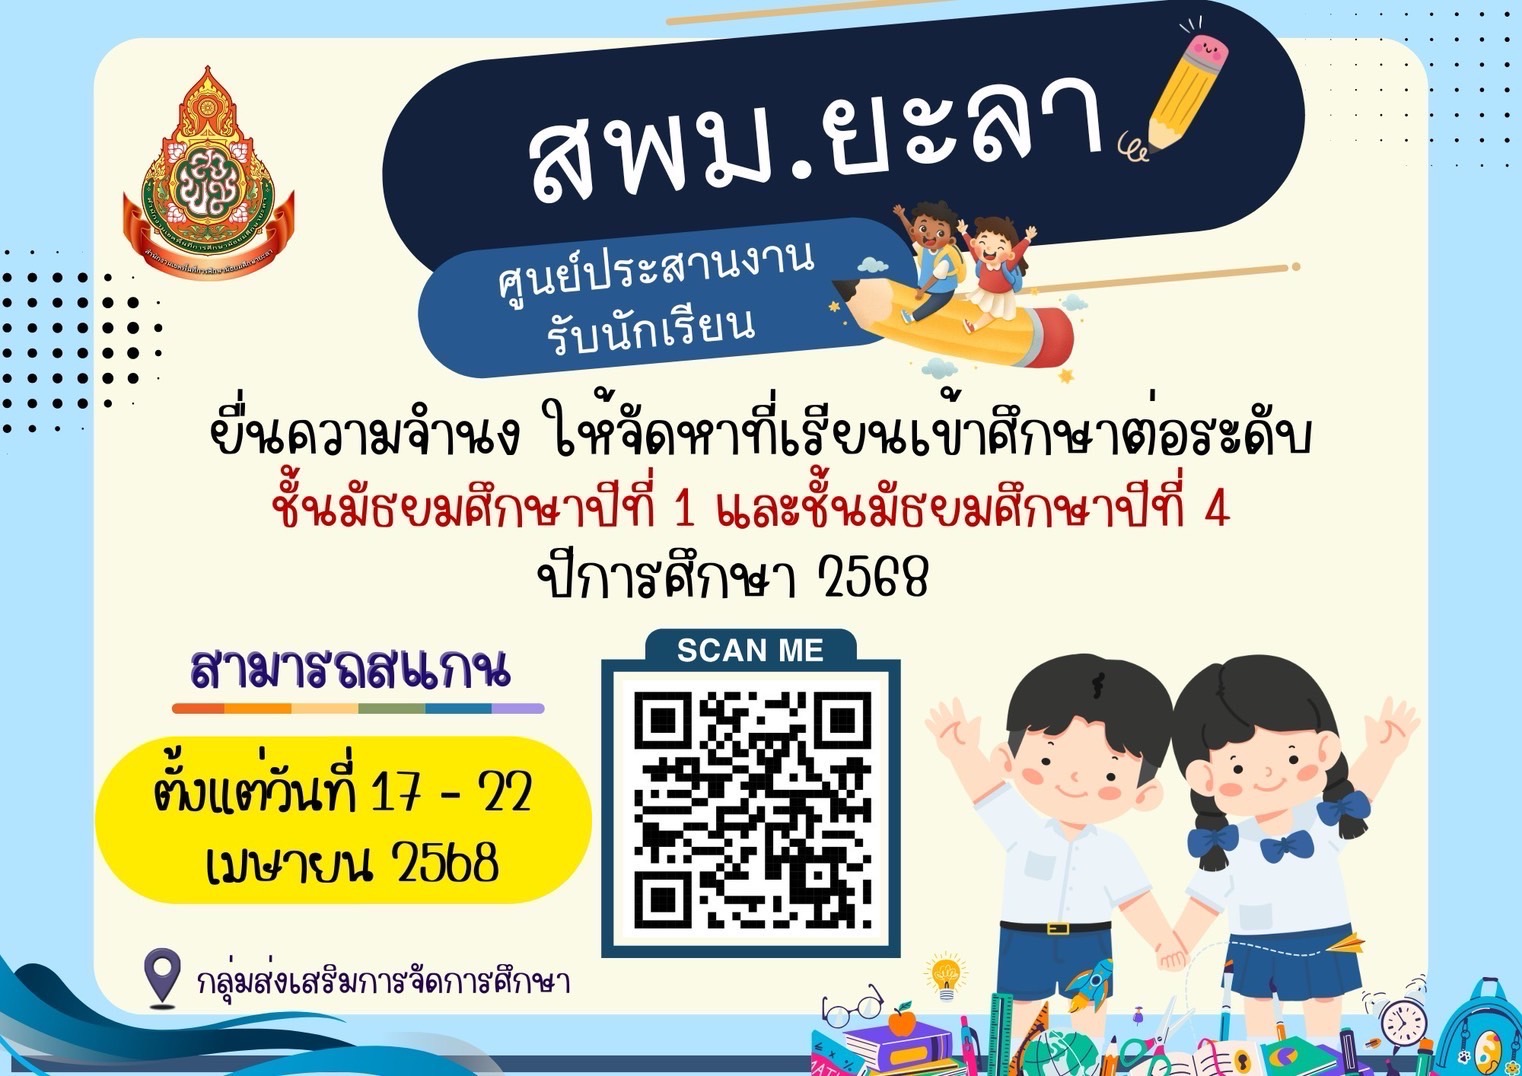 สพม.ยะลา
ศูนย์ประสานงาน
รับนักเรียน
ยื่นความจำนง ให้จัดหาที่เรียนเข้าศึกษาต่อระดับ
ชั้นมัธยมศึกษาปีที่ 1 และชั้นมัธยมศึกษาปีที่ 4
ปีการศึกษา 2568
สามารถสแกน
SCAN ME
ตั้งแต่วันที่ 17 - 22
เมษายน 2568
กลุ่มส่งเสริมการจัดการศึกษา